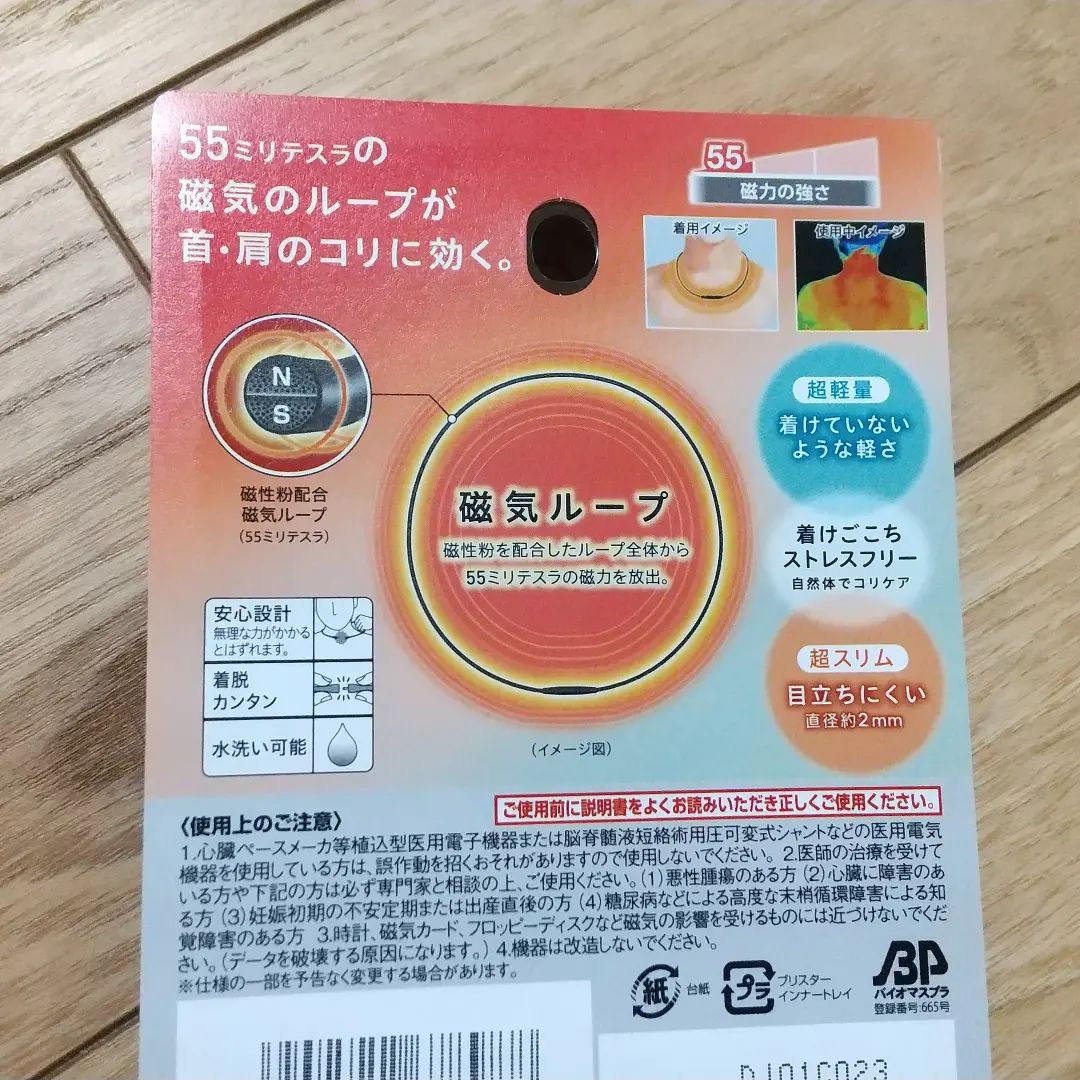 55ミリテスラの
磁気のループが
首・肩のコリに効く。
55
磁力の強さ
着用イメージ
使用中イメージ
N
S
磁性粉配合
磁気ループ
(55ミリテスラ)
磁気ループ
磁性粉を配合したループ全体から
55ミリテスラの磁力を放出。
(イメージ図)
超軽量
着けていない
ような軽さ
着けごこち
ストレスフリー
自然体でコリケア
超スリム
目立ちにくい
直径約2mm
安心設計
無理な力がかかる
とはずれます。
着脱
カンタン
水洗い可能
ご使用前に説明書をよくお読みいただき正しくご使用ください。
〈使用上のご注意〉
1.心臓ペースメーカ等植込型医用電子機器または脳脊髄液短絡術用圧可変式シャントなどの医用電気
機器を使用している方は、誤作動を招くおそれがありますので使用しないでください。2.医師の治療を受けて
いる方や下記の方は必ず専門家と相談の上、ご使用ください。(1)悪性腫瘍のある方(2)心臓に障害のあ
る方(3)妊娠初期の不安定期または出産直後の方(4)糖尿病などによる高度な末梢循環障害による知
覚障害のある方 3.時計、磁気カード、フロッピーディスクなど磁気の影響を受けるものには近づけないでくだ
さい。(データを破壊する原因になります。)4.機器は改造しないでください。
※仕様の一部を予告なく変更する場合があります。
紙
台紙
プラ
ブリスター
インナートレイ
BP
バイオマスプラ
登録番号:665号
DJ01C023